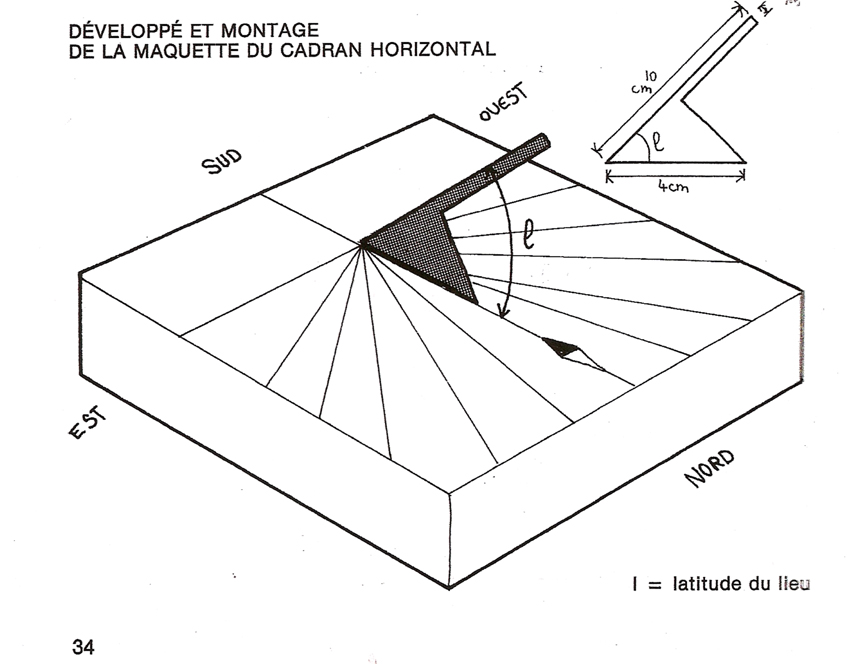 DÉVELOPPÉ ET MONTAGE
DE LA MAQUETTE DU CADRAN HORIZONTAL
10
cm
ℓ
4cm
SUD
OUEST
ℓ
EST
NORD
l = latitude du lieu
34